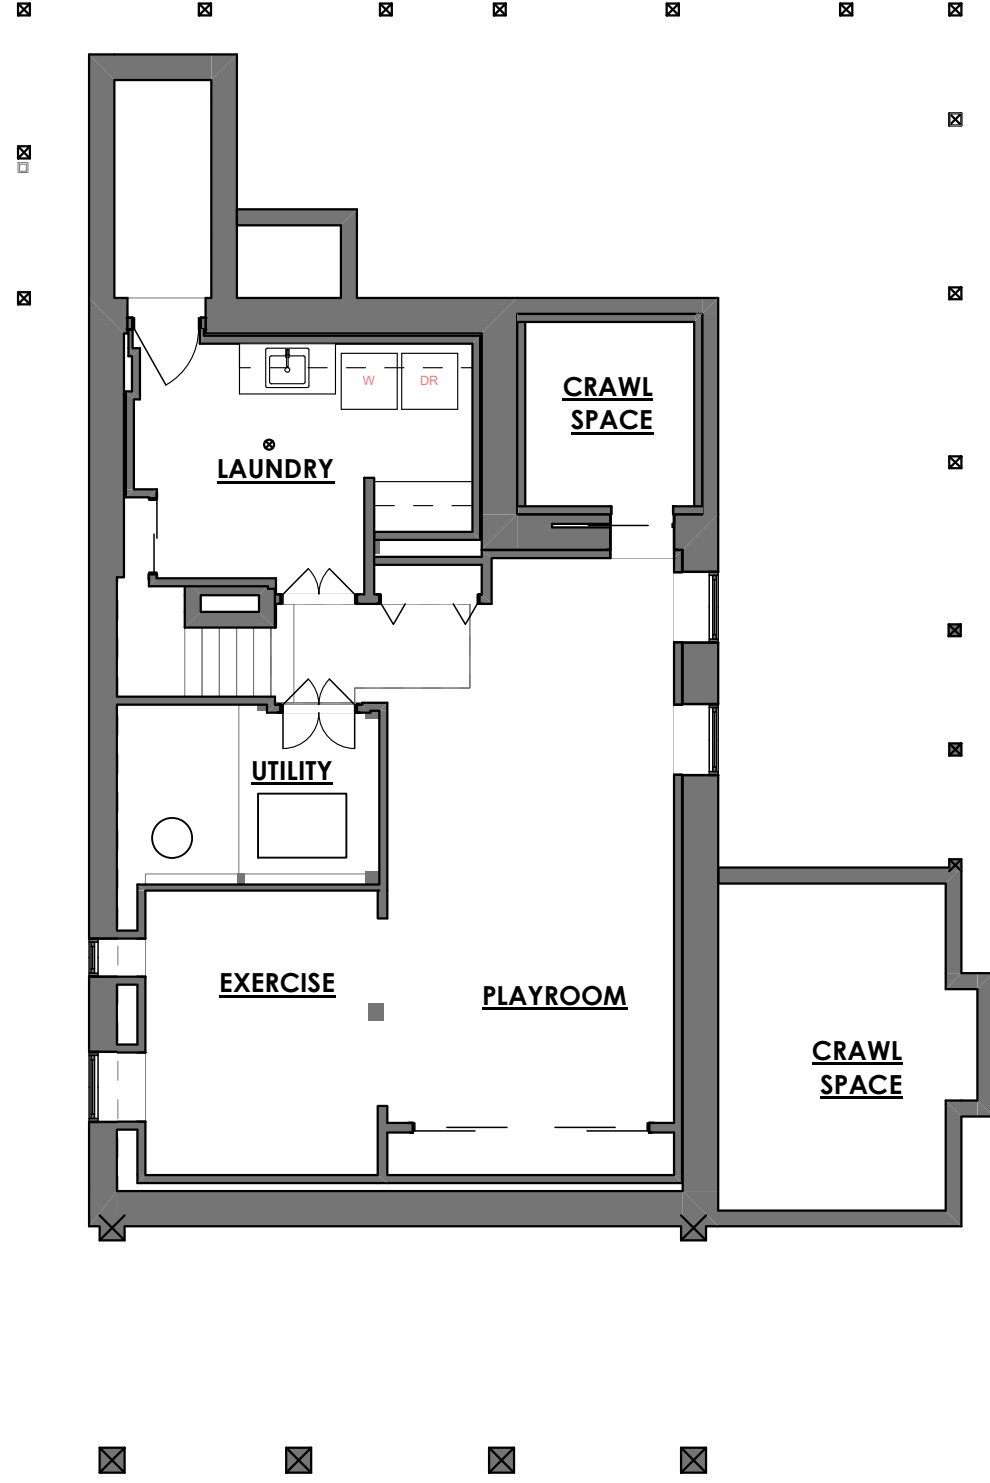 W
DR
CRAWL
SPACE
LAUNDRY
UTILITY
EXERCISE
PLAYROOM
CRAWL
SPACE